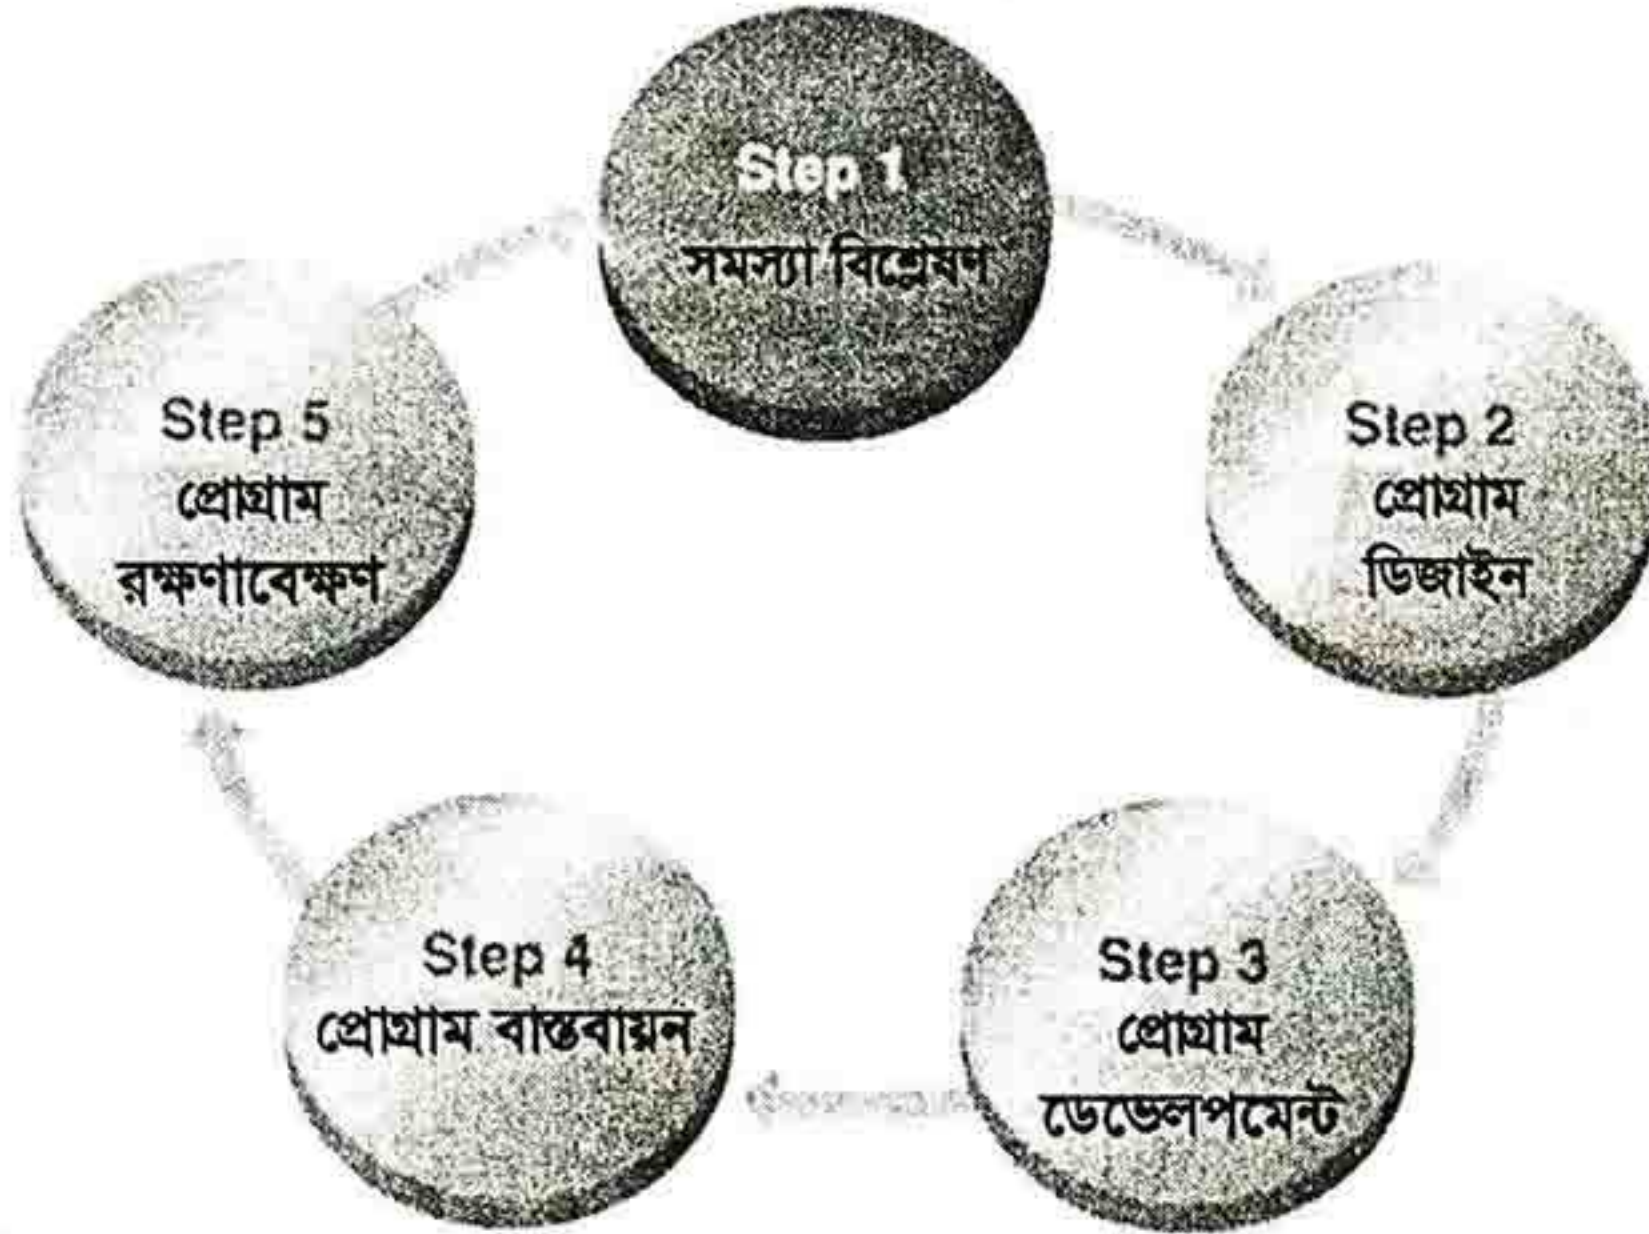 Step 1
সমস্যা বিশ্লেষণ
Step 2
প্রোগ্রাম
ডিজাইন
Step 3
প্রোগ্রাম
ডেভেলপমেন্ট
Step 4
প্রোগ্রাম বাস্তবায়ন
Step 5
প্রোগ্রাম
রক্ষণাবেক্ষণ